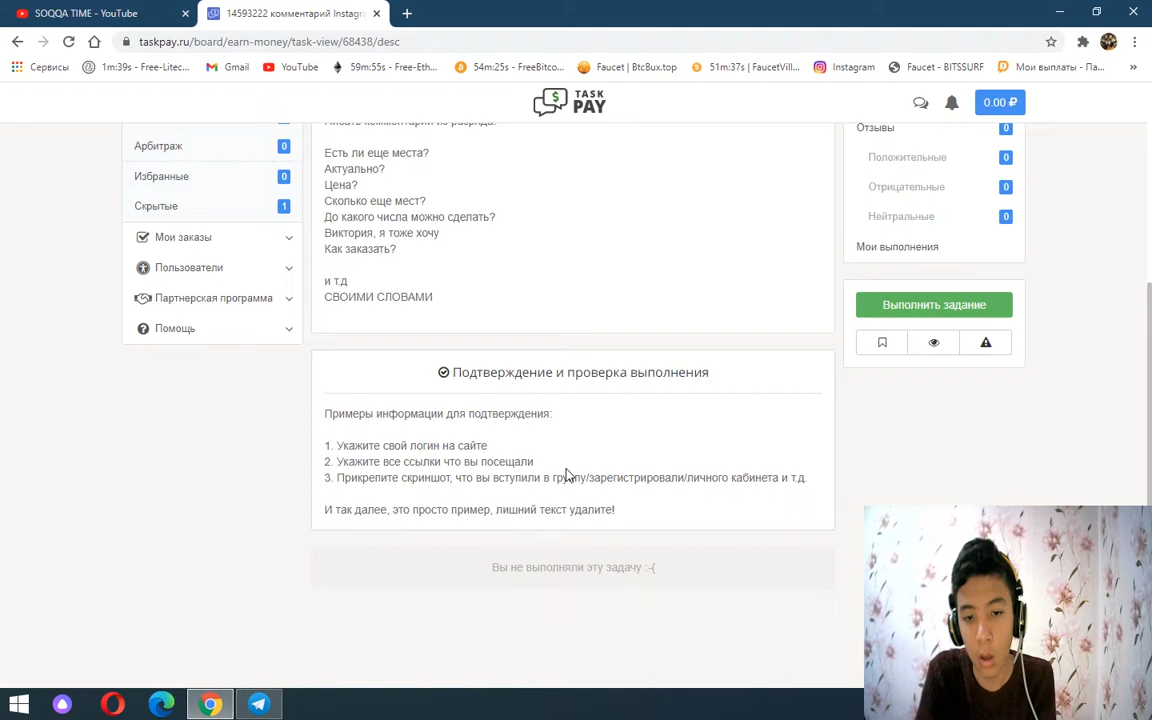 SOQQA TIME - YouTube
14593222 комментарий Instagra
taskpay.ru/board/earn-money/task-view/68438/desc
Сервисы
1m:39s - Free-Litec...
Gmail
YouTube
59m:55s - Free-Eth...
54m:25s - FreeBitco...
Faucet | BtcBux.top
51m:37s | FaucetVill...
Instagram
Faucet - BITSSURF
Мои выплаты - Па...
»
TASK
PAY
0.00 ₽
Арбитраж
0
Избранные
0
Скрытые
1
Мои заказы
Пользователи
Партнерская программа
Помощь
Писать комментарии из разряда:
Есть ли еще места?
Актуально?
Цена?
Сколько еще мест?
До какого числа можно сделать?
Виктория, я тоже хочу
Как заказать?
и т.д
СВОИМИ СЛОВАМИ
Подтверждение и проверка выполнения
Примеры информации для подтверждения:
1. Укажите свой логин на сайте
2. Укажите все ссылки что вы посещали
3. Прикрепите скриншот, что вы вступили в группу/зарегистрировали/личного кабинета и т.д.
И так далее, это просто пример, лишний текст удалите!
Вы не выполняли эту задачу :-(
Отзывы
0
Положительные
0
Отрицательные
0
Нейтральные
0
Мои выполнения
Выполнить задание